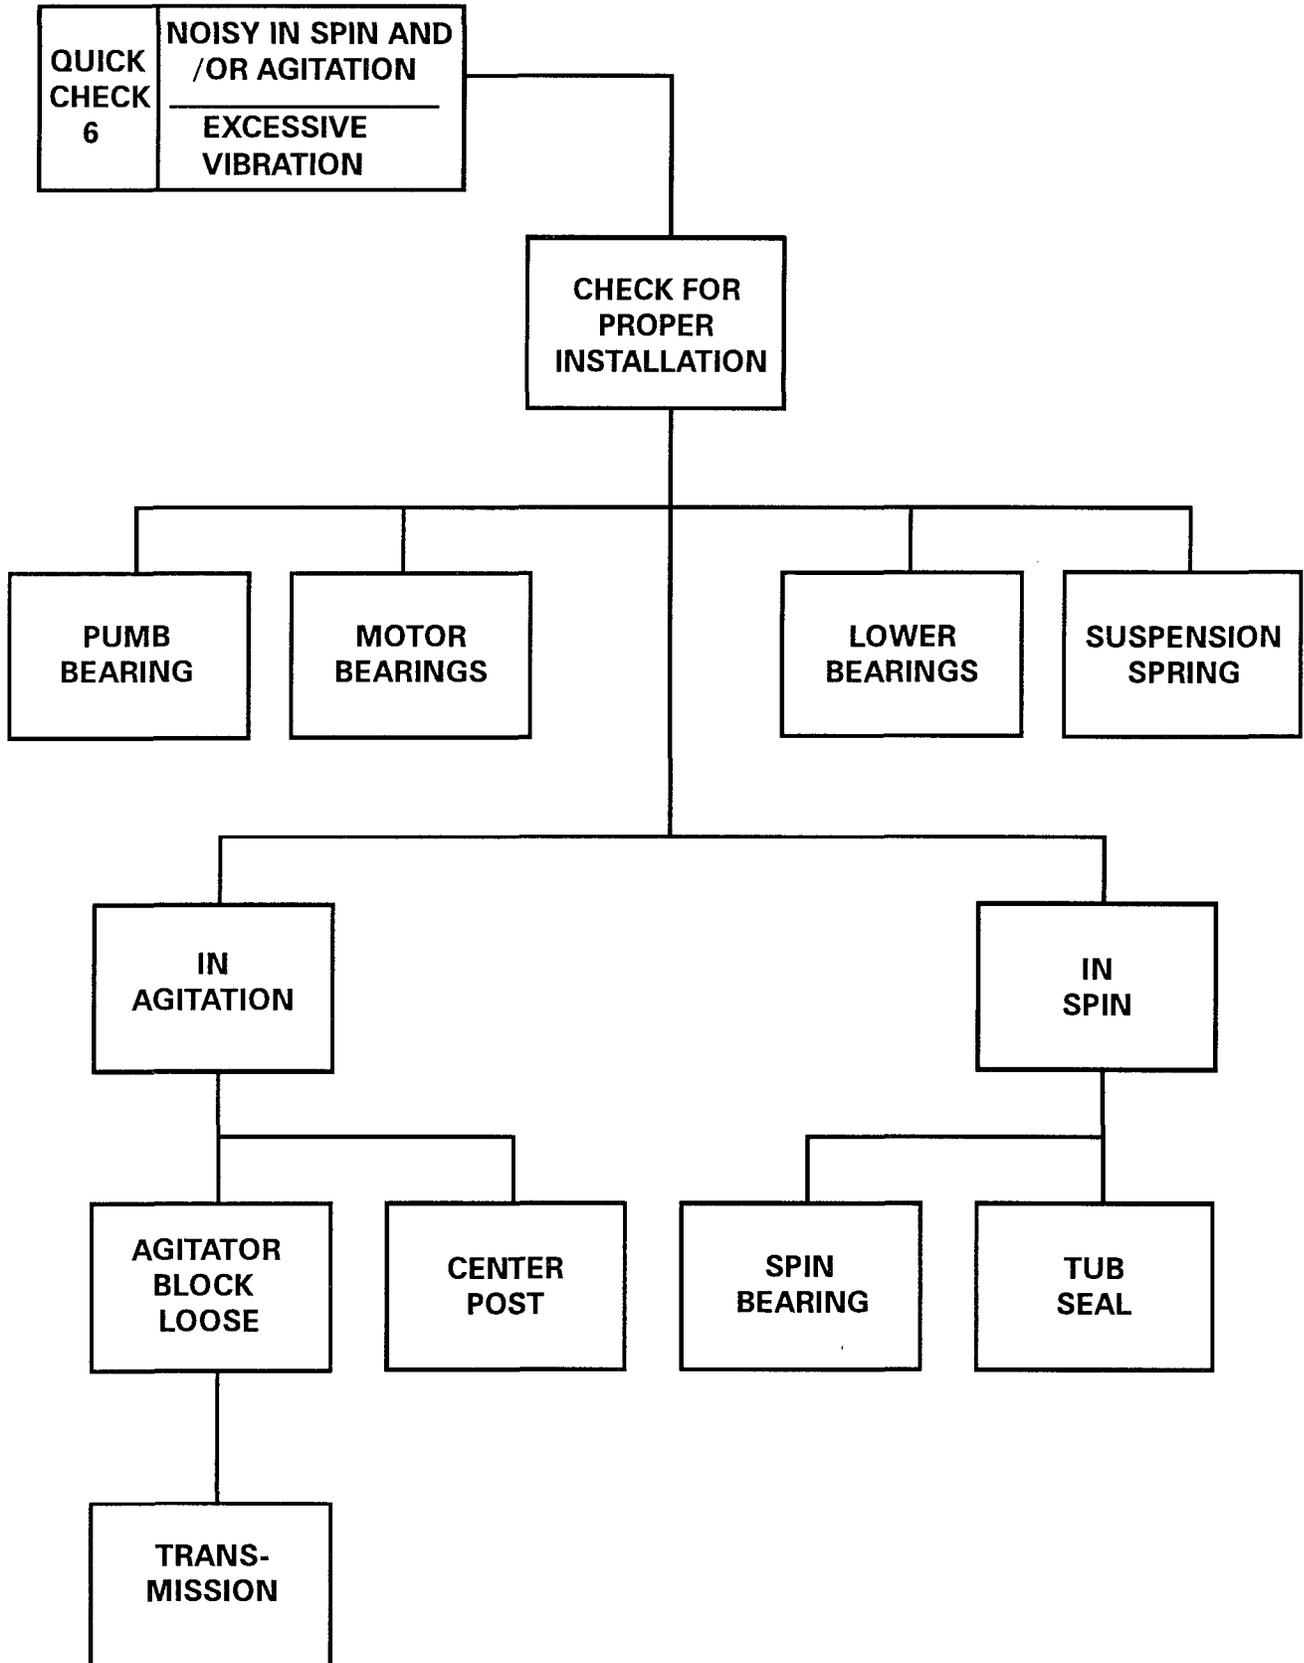 QUICK
CHECK
6
NOISY IN SPIN AND
/OR AGITATION
EXCESSIVE
VIBRATION
CHECK FOR
PROPER
INSTALLATION
PUMB
BEARING
MOTOR
BEARINGS
LOWER
BEARINGS
SUSPENSION
SPRING
IN
AGITATION
IN
SPIN
AGITATOR
BLOCK
LOOSE
CENTER
POST
SPIN
BEARING
TUB
SEAL
TRANS-
MISSION